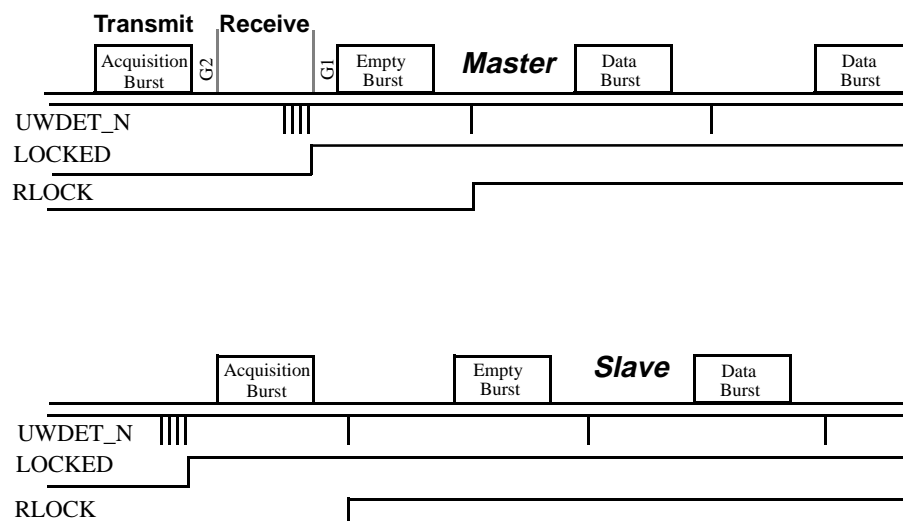 Transmit Receive
Acquisition
Burst
G2
G1
Empty
Burst
Master
Data
Burst
Data
Burst
UWDET_N
LOCKED
RLOCK
Acquisition
Burst
Empty
Burst
Slave
Data
Burst
UWDET_N
LOCKED
RLOCK